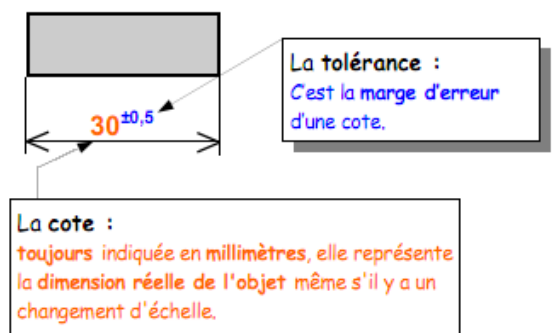 La tolérance :
C'est la marge d'erreur
d'une cote.
30±0,5
La cote :
toujours indiquée en millimètres, elle représente
la dimension réelle de l'objet même s'il y a un
changement d'échelle.